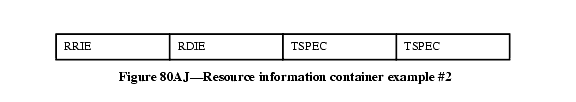 RRIE RDIE TSPEC TSPEC
Figure 80AJ—Resource information container example #2